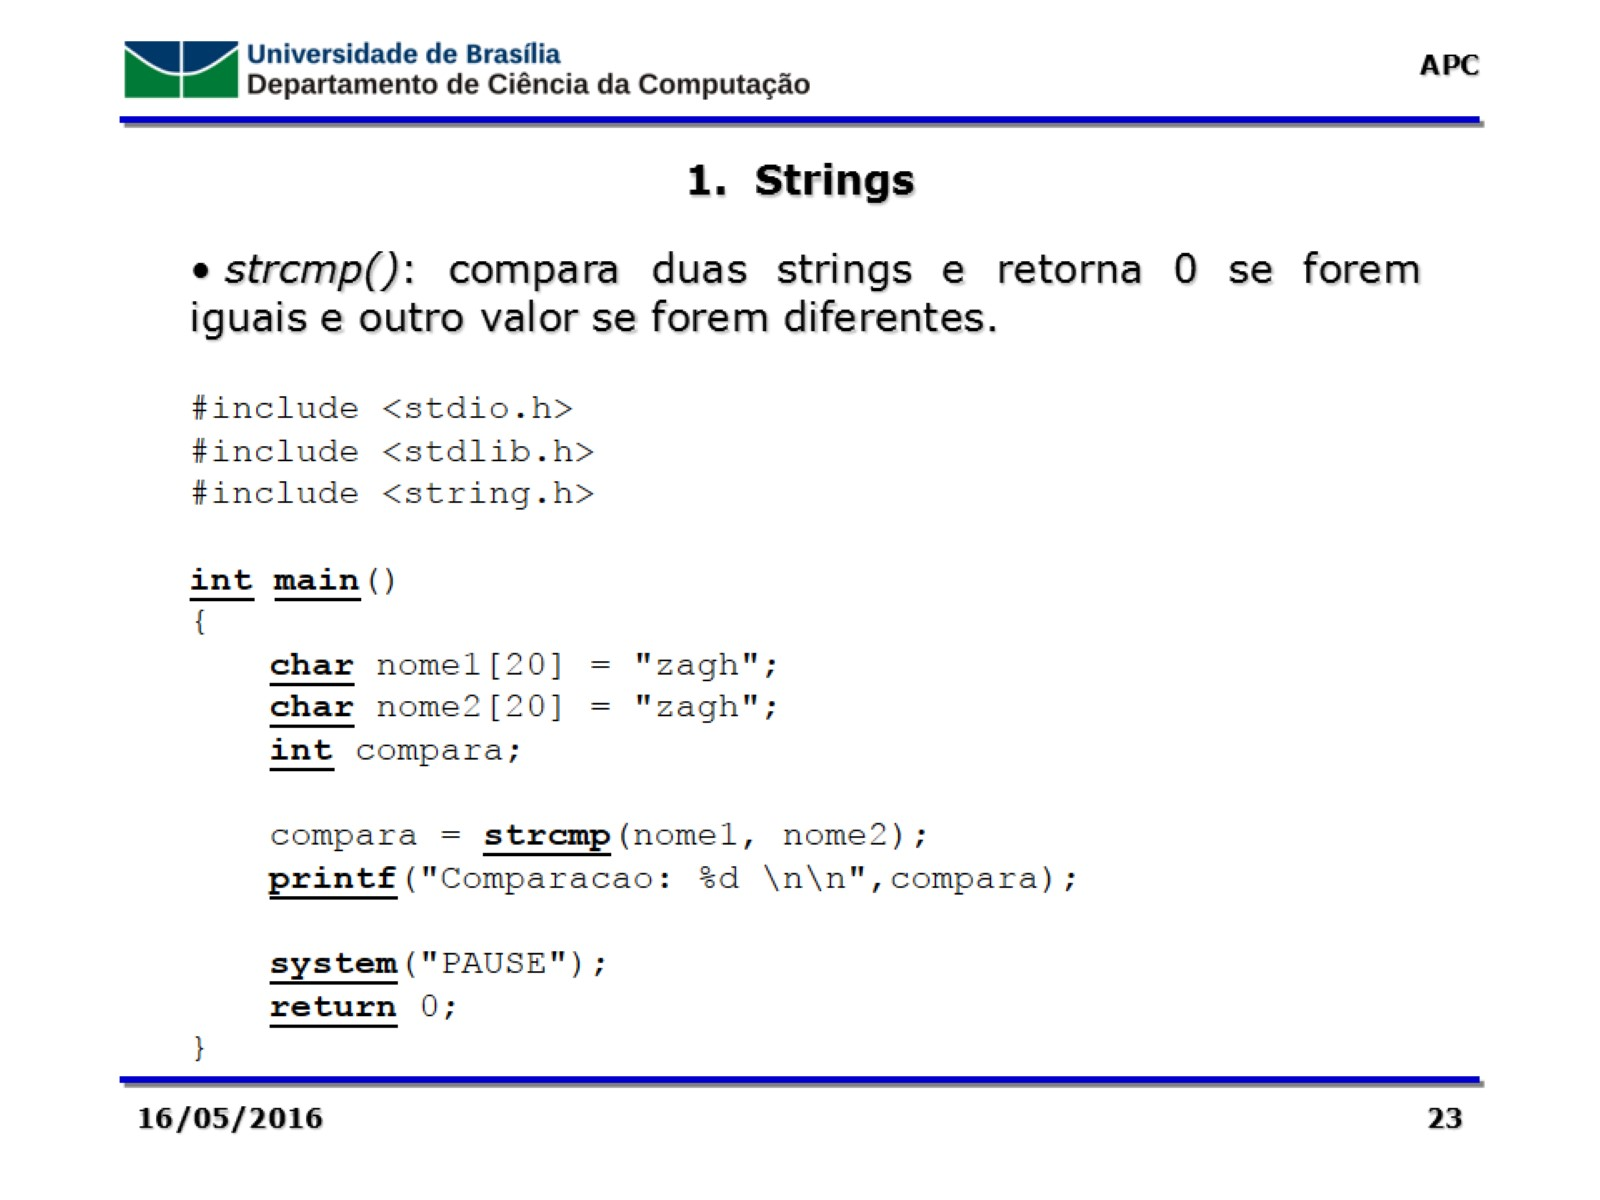 Universidade de Brasília
Departamento de Ciência da Computação
APC
1. Strings
• strcmp(): compara duas strings e retorna 0 se forem
iguais e outro valor se forem diferentes.
#include <stdio.h>
#include <stdlib.h>
#include <string.h>
int main()
{
char nome1[20] = "zagh";
char nome2[20] = "zagh";
int compara;
compara = strcmp(nome1, nome2);
printf("Comparacao: %d \n\n",compara);
system("PAUSE");
return 0;
}
16/05/2016
23